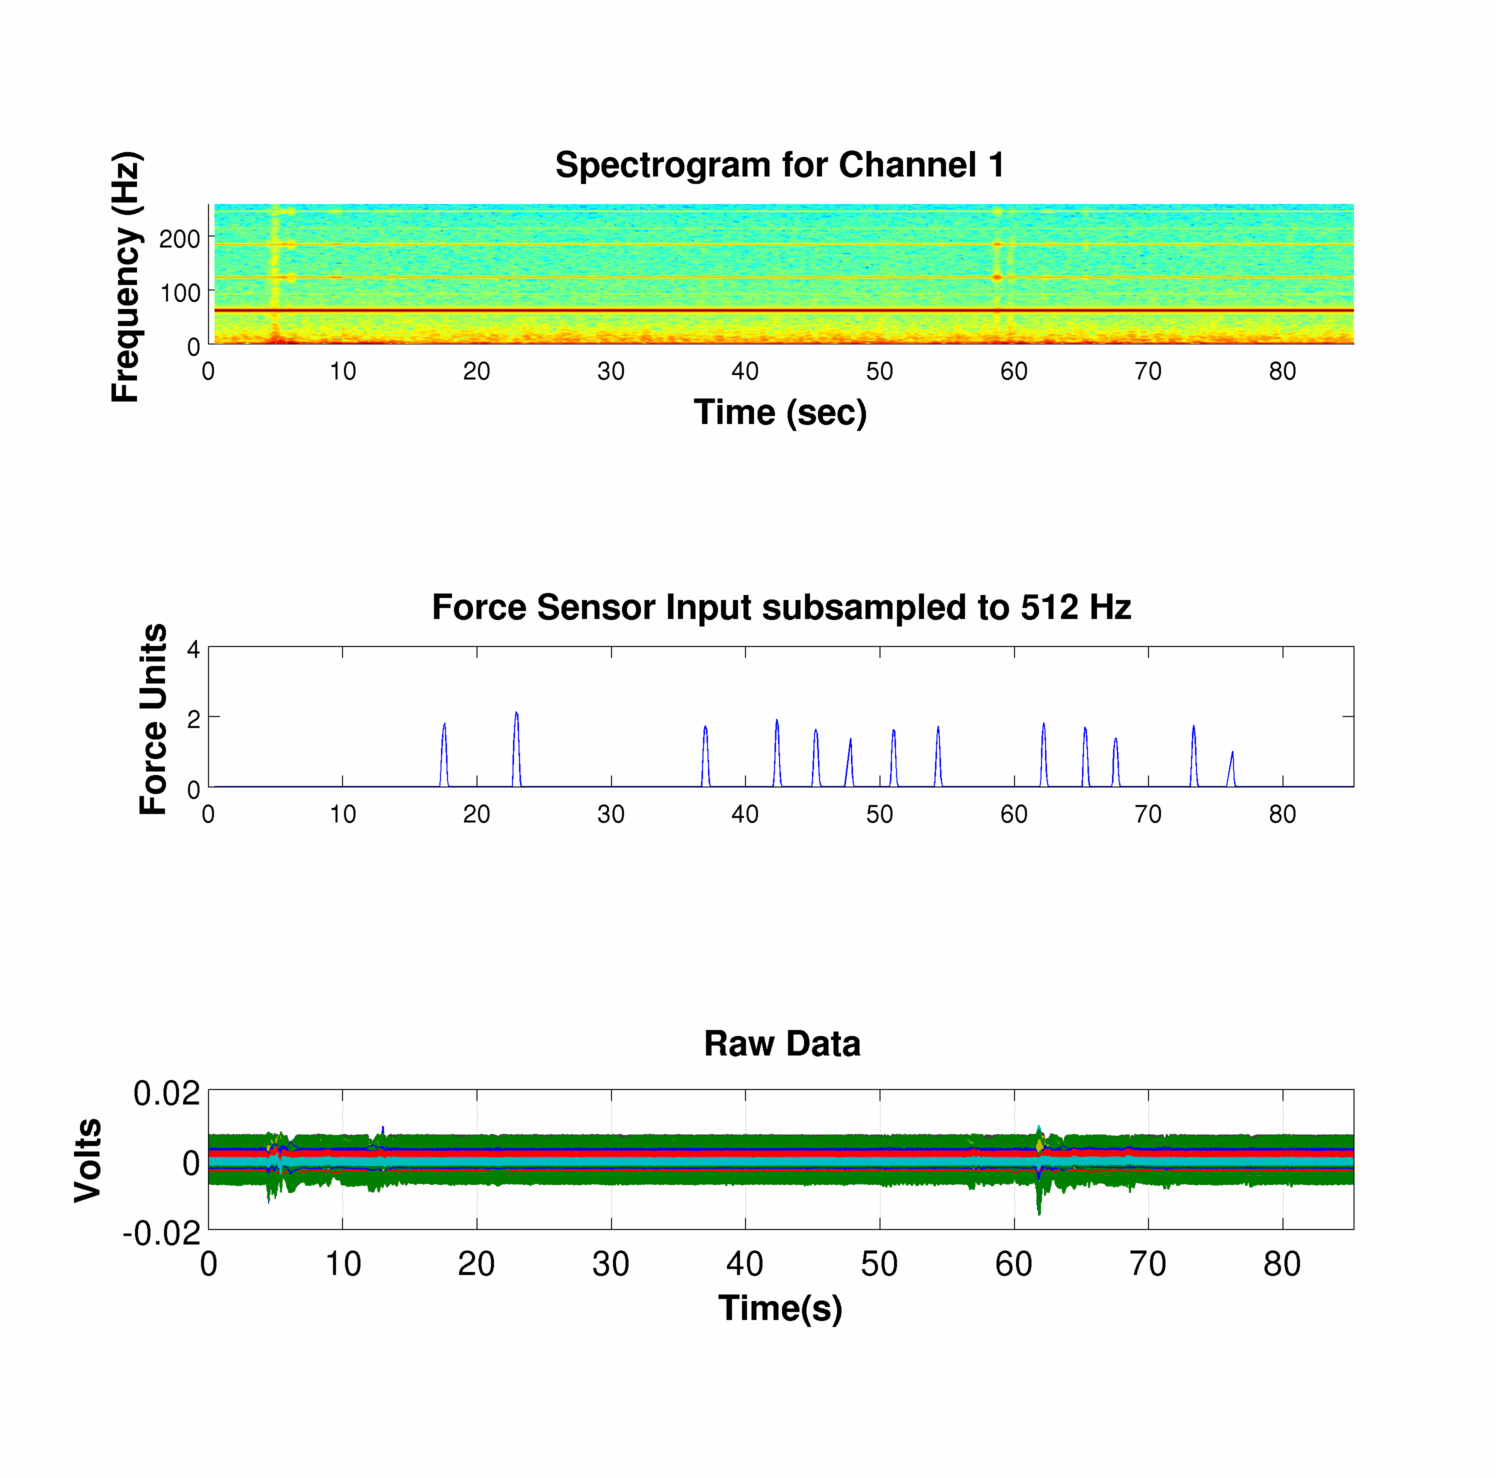 Spectrogram for Channel 1
Frequency (Hz)
200
100
0
0 10 20 30 40 50 60 70 80
Time (sec)
Force Sensor Input subsampled to 512 Hz
Force Units
4
2
0
0 10 20 30 40 50 60 70 80
Raw Data
Volts
0.02
0
-0.02
0 10 20 30 40 50 60 70 80
Time(s)